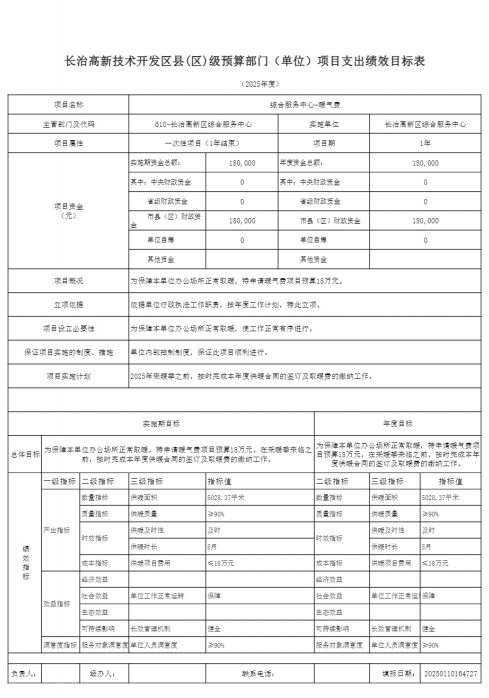 长治高新技术开发区县(区)级预算部门（单位）项目支出绩效目标表
（2025年度）
项目名称 综合服务中心-暖气费
主管部门及代码 610-长治高新区综合服务中心 实施单位 长治高新区综合服务中心
项目属性 一次性项目（1年结束） 项目期 1年
项目资金（元） 实施期资金总额： 180,000 年度资金总额： 180,000
其中：中央财政资金 0 其中：中央财政资金 0
省级财政资金 0 省级财政资金 0
市县（区）财政资金 180,000 市县（区）财政资金 180,000
单位自筹 0 单位自筹 0
其他资金 其他资金
项目概况 为保障本单位办公场所正常取暖，特申请暖气费项目预算18万元。
立项依据 依据单位行政执法工作职责，按年度工作计划，特此立项。
项目设立必要性 为保障本单位办公场所正常取暖，使工作正常有序进行。
保证项目实施的制度、措施 单位内部控制制度，保证此项目顺利进行。
项目实施计划 2025年采暖季之前，按时完成本年度供暖合同的签订及取暖费的缴纳工作。
实施期目标 年度目标
总体目标 为保障本单位办公场所正常取暖，特申请暖气费项目预算18万元，在采暖季来临之前，按时完成本年度供暖合同的签订及取暖费的缴纳工作。 为保障本单位办公场所正常取暖，特申请暖气费项目预算18万元，在采暖季来临之前，按时完成本年度供暖合同的签订及取暖费的缴纳工作。
绩效指标 一级指标 二级指标 三级指标 指标值 二级指标 三级指标 指标值
产出指标 数量指标 供暖面积 5028.37平米 数量指标 供暖面积 5028.37平米
质量指标 供暖质量 ≥90% 质量指标 供暖质量 ≥90%
时效指标 供暖及时性 及时 时效指标 供暖及时性 及时
供暖时长 5月 供暖时长 5月
成本指标 供暖项目费用 ≤18万元 成本指标 供暖项目费用 ≤18万元
效益指标 经济效益 经济效益
社会效益 单位工作正常运转 保障 社会效益 单位工作正常运 保障
生态效益 生态效益
可持续影响 长效管理机制 健全 可持续影响 长效管理机制 健全
满意度指标 服务对象满意度 单位人员满意度 ≥90% 服务对象满意度 单位人员满意度 ≥90%
负责人： 经办人： 联系电话： 填报日期： 20250110164727